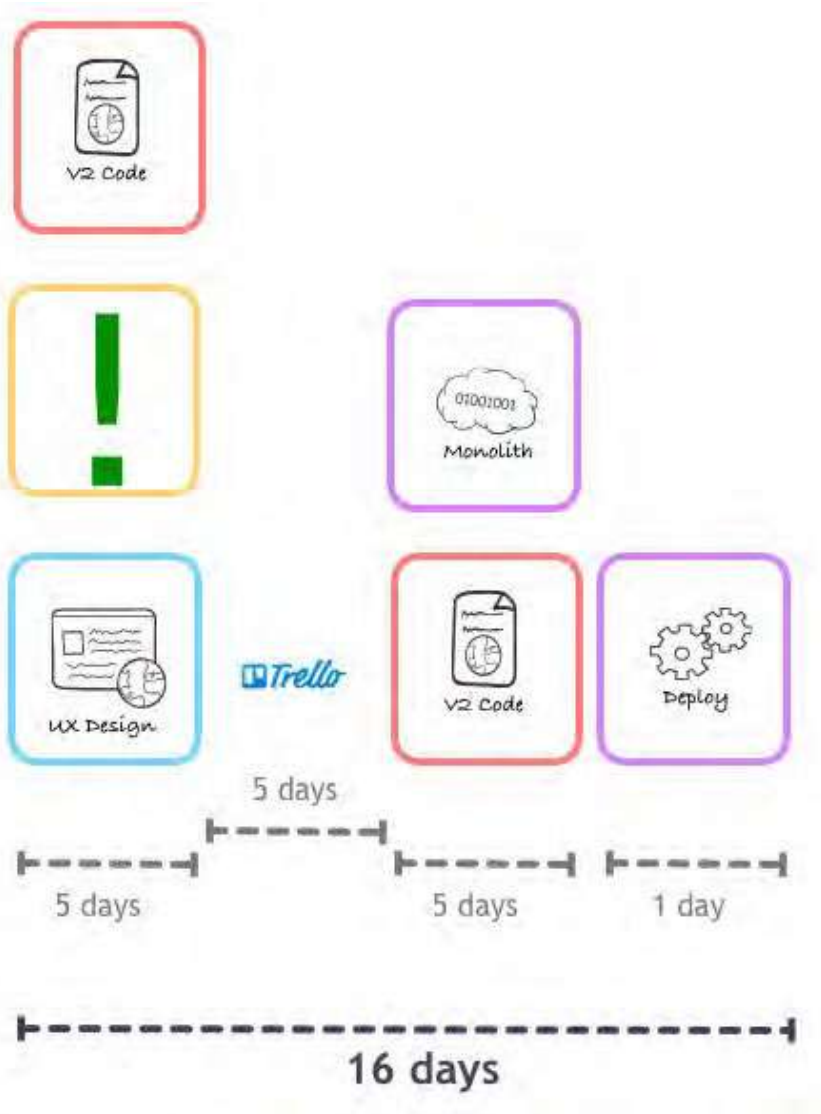 V2 Code
!
01001001
Monolith
UX Design
Trello
V2 Code
Deploy
5 days
5 days
5 days
1 day
16 days